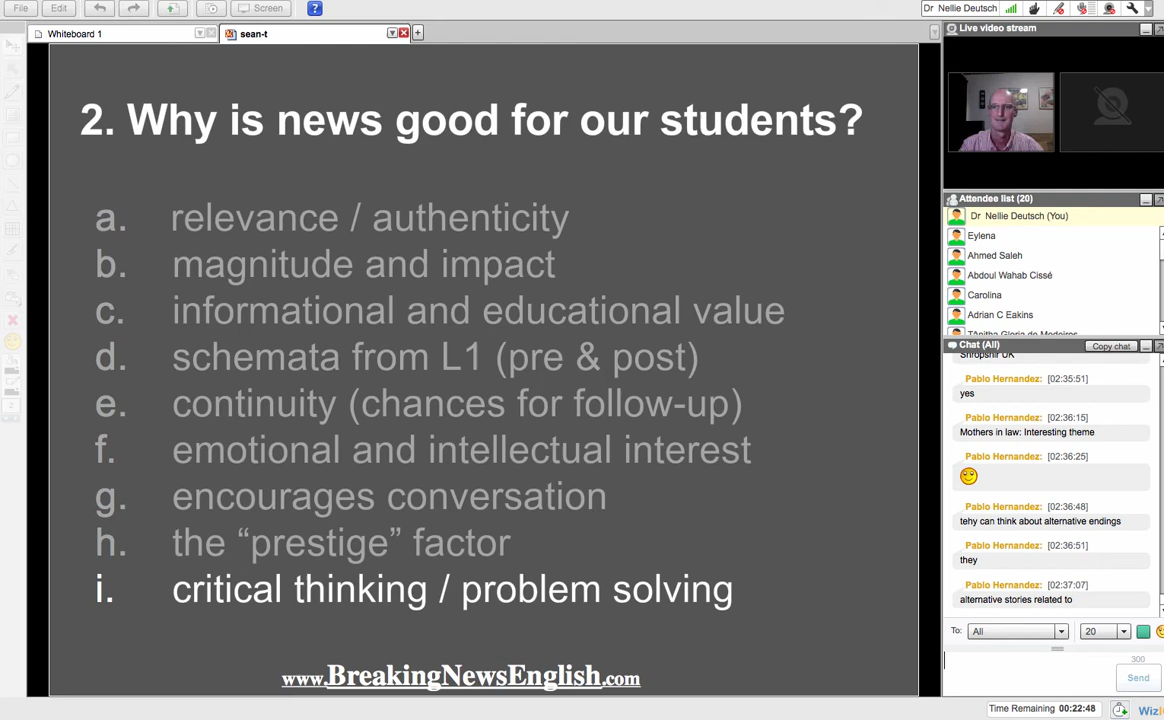 File
Edit
Screen
?
Dr Nellie Deutsch
Whiteboard 1
sean-t
2. Why is news good for our students?
a. relevance / authenticity
b. magnitude and impact
c. informational and educational value
d. schemata from L1 (pre & post)
e. continuity (chances for follow-up)
f. emotional and intellectual interest
g. encourages conversation
h. the “prestige” factor
i. critical thinking / problem solving
www.BreakingNewsEnglish.com
Live video stream
Attendee list (20)
Dr Nellie Deutsch (You)
Eylena
Ahmed Saleh
Abdoul Wahab Cissé
Carolina
Adrian C Eakins
Chat (All)
Copy chat
Shropshir UK
Pablo Hernandez: [02:35:51]
yes
Pablo Hernandez: [02:36:15]
Mothers in law: Interesting theme
Pablo Hernandez: [02:36:25]
Pablo Hernandez: [02:36:48]
tehy can think about alternative endings
Pablo Hernandez: [02:36:51]
they
Pablo Hernandez: [02:37:07]
alternative stories related to
To: All 20
300
Send
Time Remaining 00:22:48
WizI